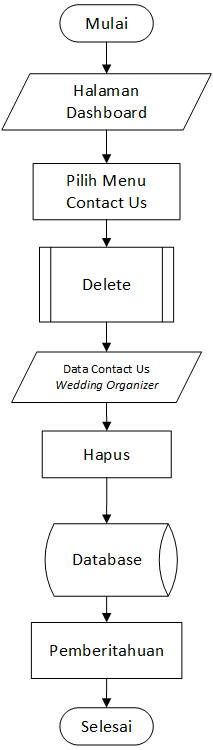 Mulai
Halaman
Dashboard
Pilih Menu
Contact Us
Delete
Data Contact Us
Wedding Organizer
Hapus
Database
Pemberitahuan
Selesai